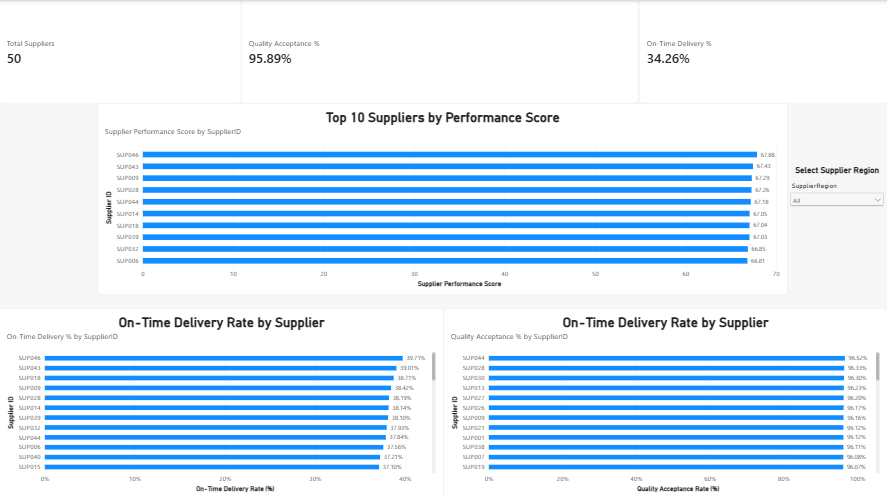 Total Suppliers
50
Quality Acceptance %
95.89%
On-Time Delivery %
34.26%
Top 10 Suppliers by Performance Score
Supplier Performance Score by SupplierID
Supplier ID
SUP046 67.88
SUP043 67.43
SUP009 67.29
SUP028 67.26
SUP044 67.18
SUP014 67.05
SUP018 67.04
SUP039 67.03
SUP032 66.85
SUP006 66.81
0 10 20 30 40 50 60 70
Supplier Performance Score
Select Supplier Region
SupplierRegion
All
On-Time Delivery Rate by Supplier
On-Time Delivery % by SupplierID
Supplier ID
SUP046 39.71%
SUP043 39.01%
SUP018 38.71%
SUP009 38.42%
SUP028 38.19%
SUP014 38.14%
SUP039 38.10%
SUP032 37.93%
SUP044 37.84%
SUP006 37.56%
SUP040 37.21%
SUP015 37.10%
0% 10% 20% 30% 40%
On-Time Delivery Rate (%)
On-Time Delivery Rate by Supplier
Quality Acceptance % by SupplierID
Supplier ID
SUP044 96.52%
SUP028 96.33%
SUP030 96.30%
SUP013 96.23%
SUP027 96.20%
SUP026 96.17%
SUP009 96.16%
SUP021 96.12%
SUP001 96.12%
SUP038 96.11%
SUP007 96.08%
SUP019 96.07%
0% 20% 40% 60% 80% 100%
Quality Acceptance Rate (%)